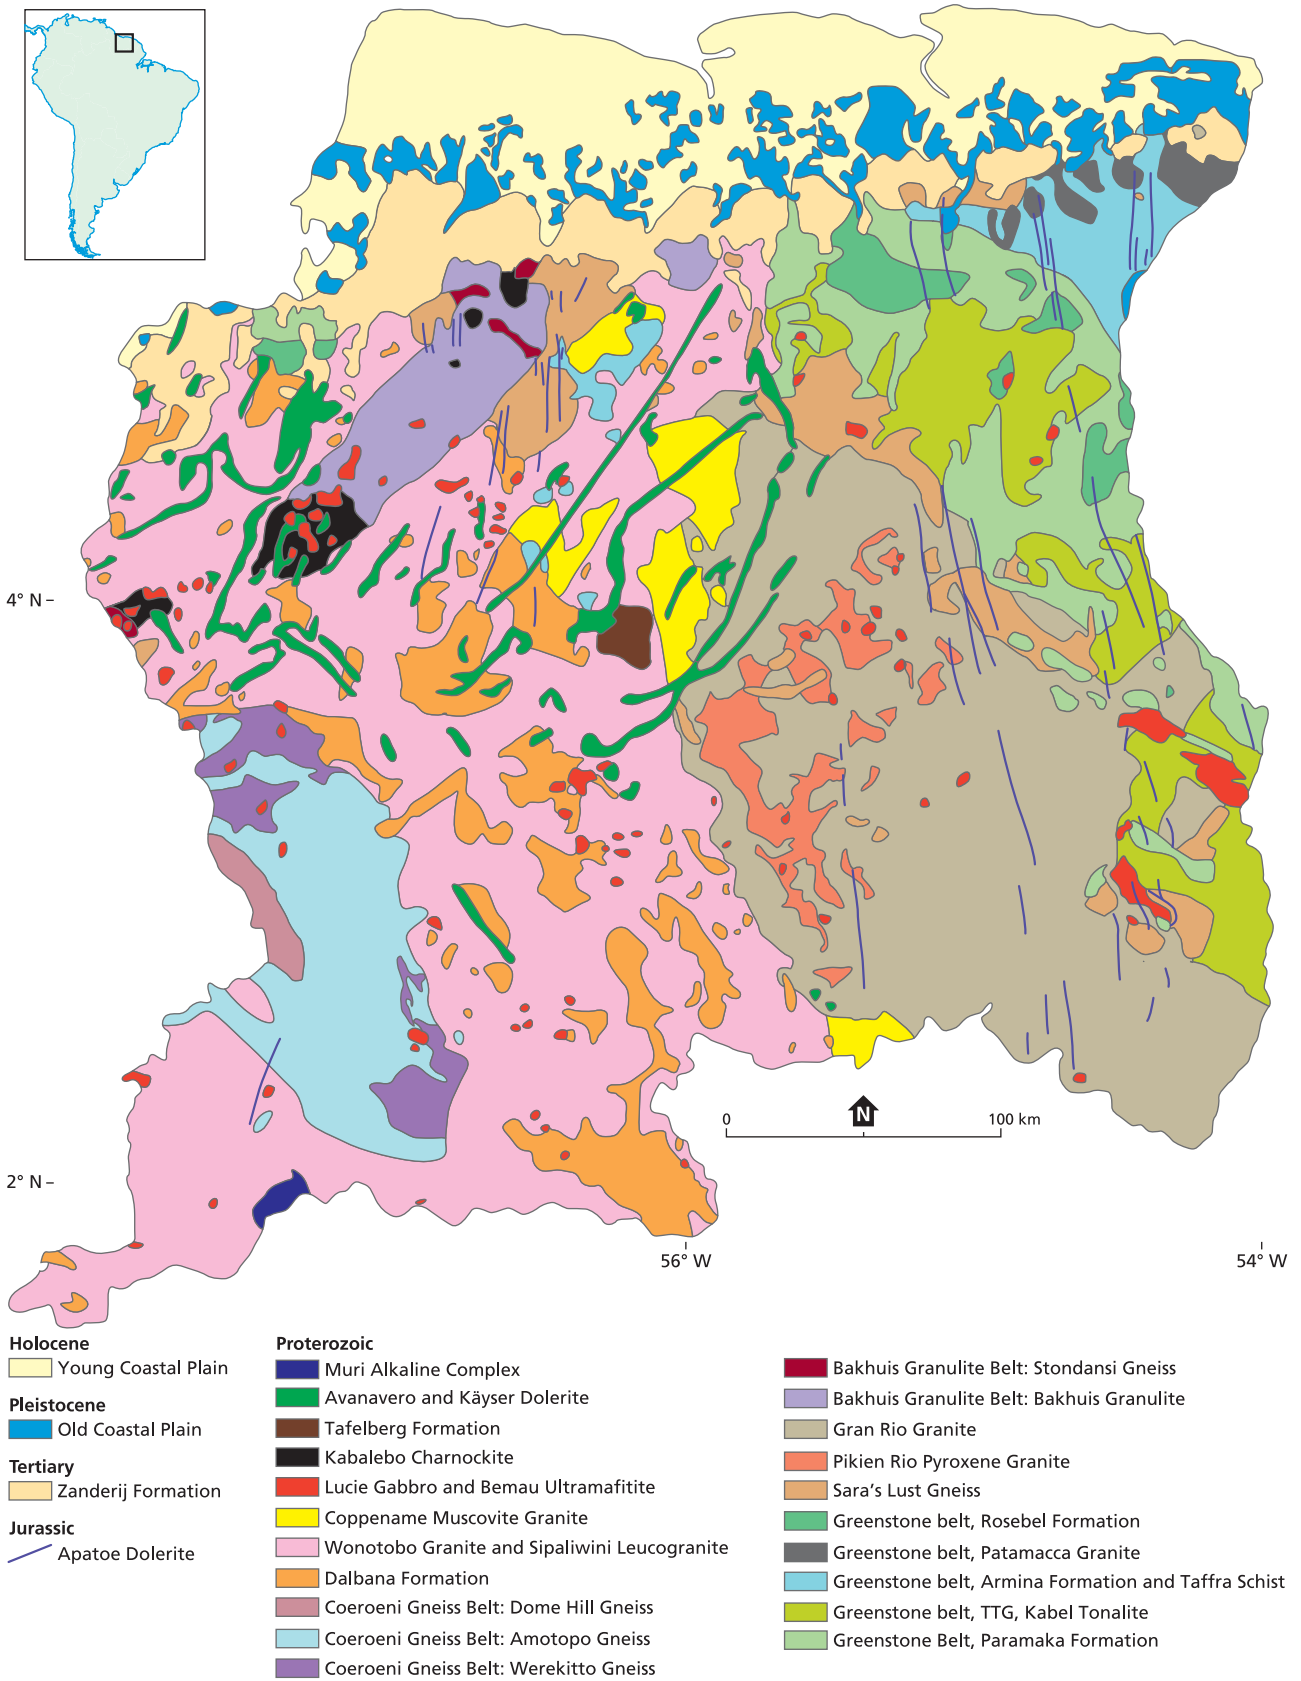 4° N
2° N
N
0
100 km
56° W
54° W
Holocene
Young Coastal Plain
Pleistocene
Old Coastal Plain
Tertiary
Zanderij Formation
Jurassic
Apatoe Dolerite
Proterozoic
Muri Alkaline Complex
Avanavero and Käyser Dolerite
Tafelberg Formation
Kabalebo Charnockite
Lucie Gabbro and Bemau Ultramafitite
Coppename Muscovite Granite
Wonotobo Granite and Sipaliwini Leucogranite
Dalbana Formation
Coeroeni Gneiss Belt: Dome Hill Gneiss
Coeroeni Gneiss Belt: Amotopo Gneiss
Coeroeni Gneiss Belt: Werekitto Gneiss
Bakhuis Granulite Belt: Stondansi Gneiss
Bakhuis Granulite Belt: Bakhuis Granulite
Gran Rio Granite
Pikien Rio Pyroxene Granite
Sara's Lust Gneiss
Greenstone belt, Rosebel Formation
Greenstone belt, Patamacca Granite
Greenstone belt, Armina Formation and Taffra Schist
Greenstone belt, TTG, Kabel Tonalite
Greenstone Belt, Paramaka Formation